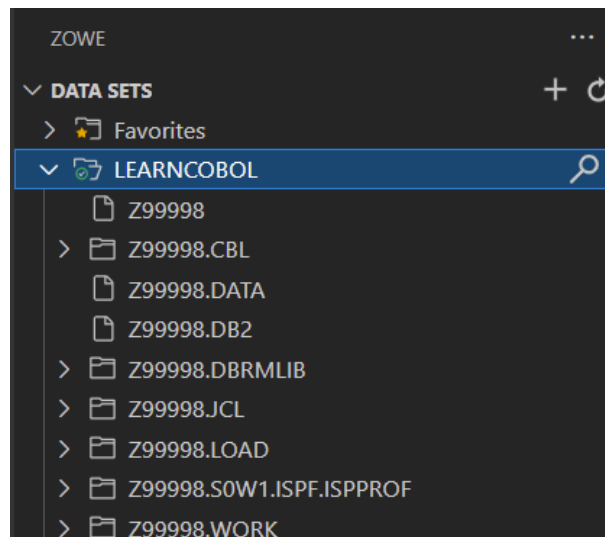 ZOWE
DATA SETS
Favorites
LEARNCOBOL
Z99998
Z99998.CBL
Z99998.DATA
Z99998.DB2
Z99998.DBRMLIB
Z99998.JCL
Z99998.LOAD
Z99998.S0W1.ISPF.ISPPROF
Z99998.WORK